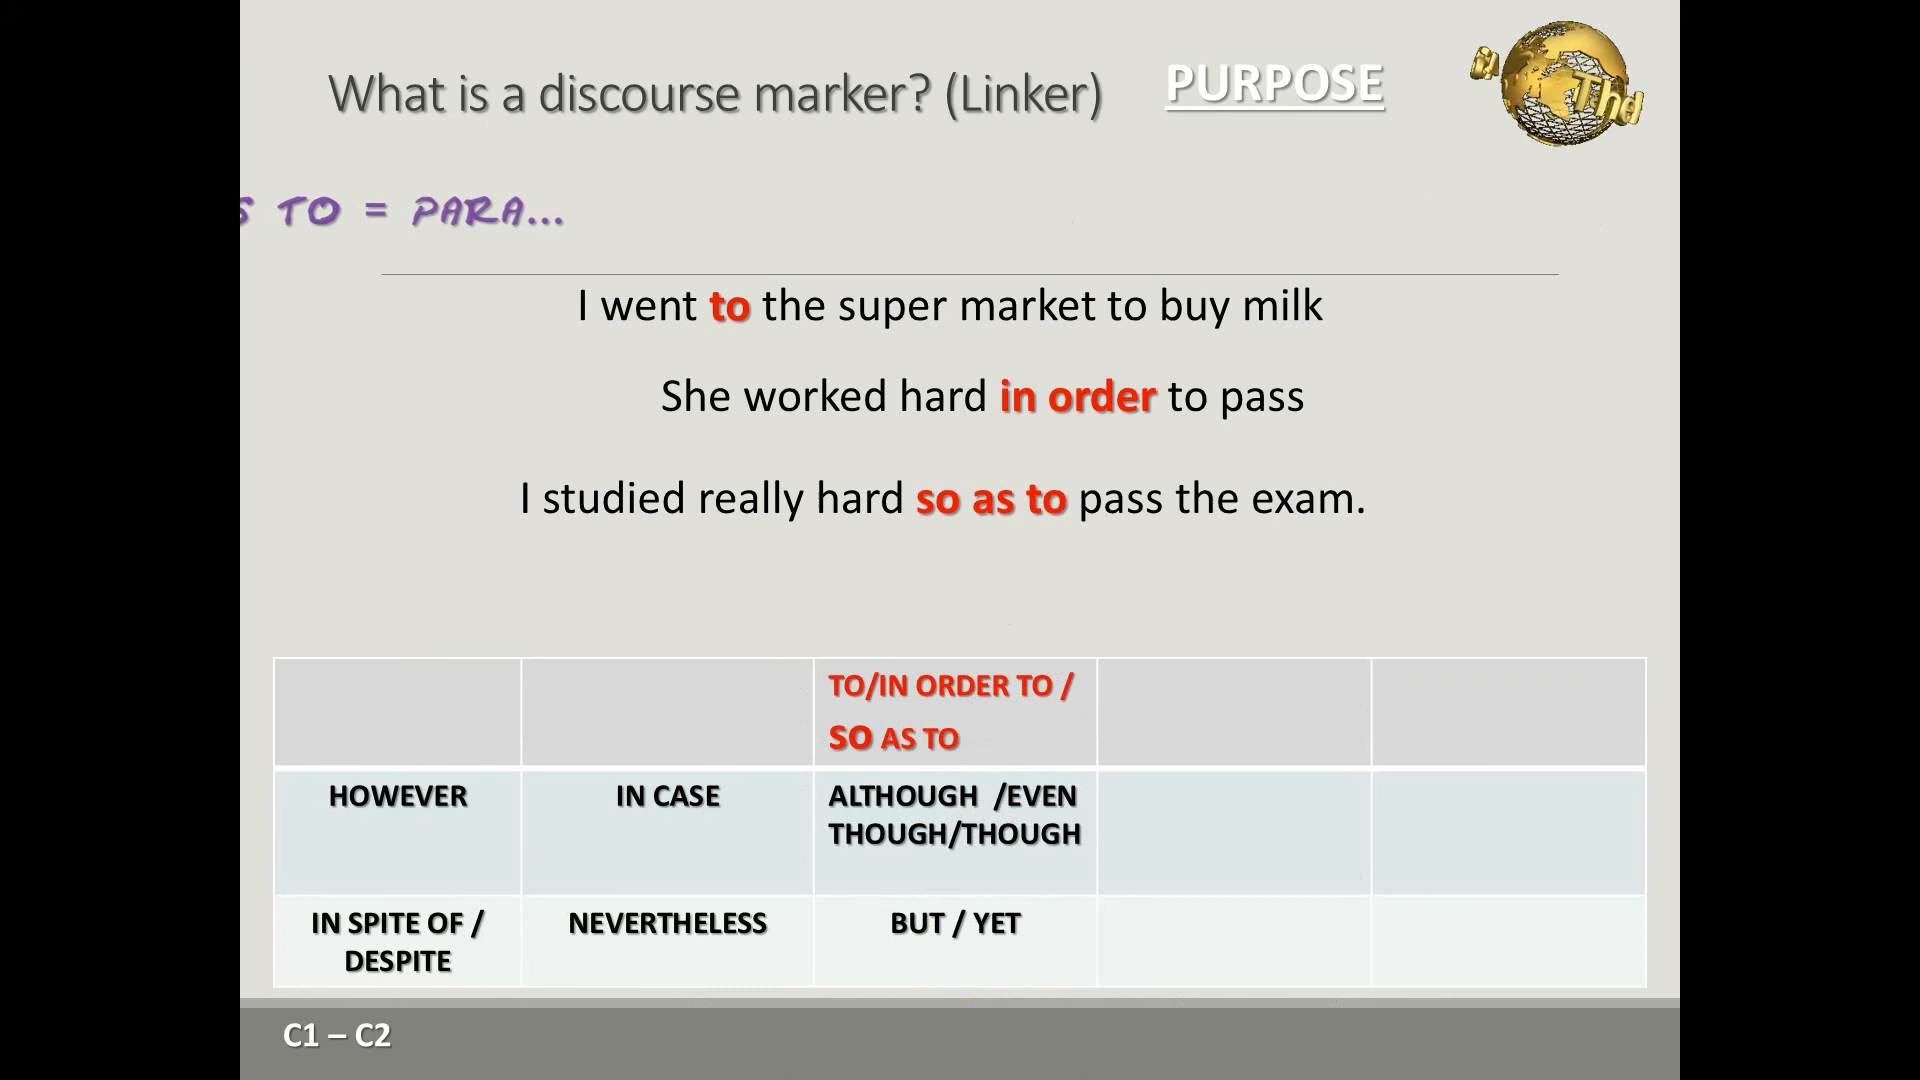 What is a discourse marker? (Linker) PURPOSE
S TO = PARA...
I went to the super market to buy milk
She worked hard in order to pass
I studied really hard so as to pass the exam.
TO/IN ORDER TO /
SO AS TO
HOWEVER
IN CASE
ALTHOUGH /EVEN
THOUGH/THOUGH
IN SPITE OF /
DESPITE
NEVERTHELESS
BUT / YET
C1 – C2